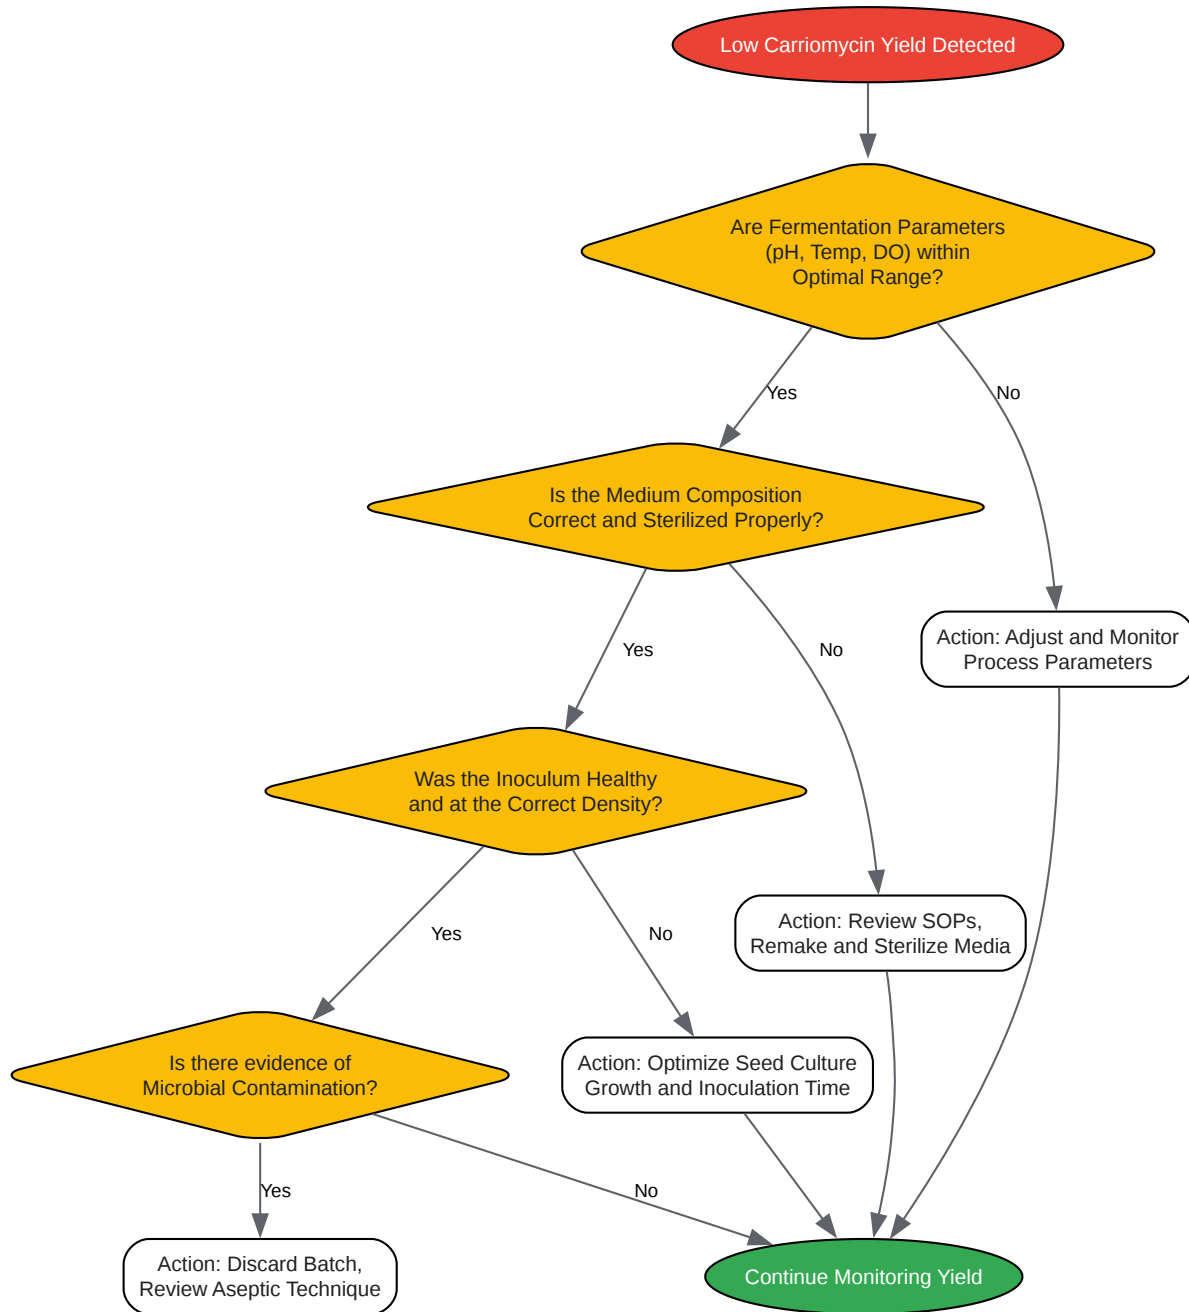 Low Carriomycin Yield Detected
Are Fermentation Parameters
(pH, Temp, DO) within
Optimal Range?
Yes
No
Is the Medium Composition
Correct and Sterilized Properly?
Action: Adjust and Monitor
Process Parameters
Yes
No
Was the Inoculum Healthy
and at the Correct Density?
Action: Review SOPs,
Remake and Sterilize Media
Yes
No
Is there evidence of
Microbial Contamination?
Action: Optimize Seed Culture
Growth and Inoculation Time
Yes
No
Action: Discard Batch,
Review Aseptic Technique
Continue Monitoring Yield